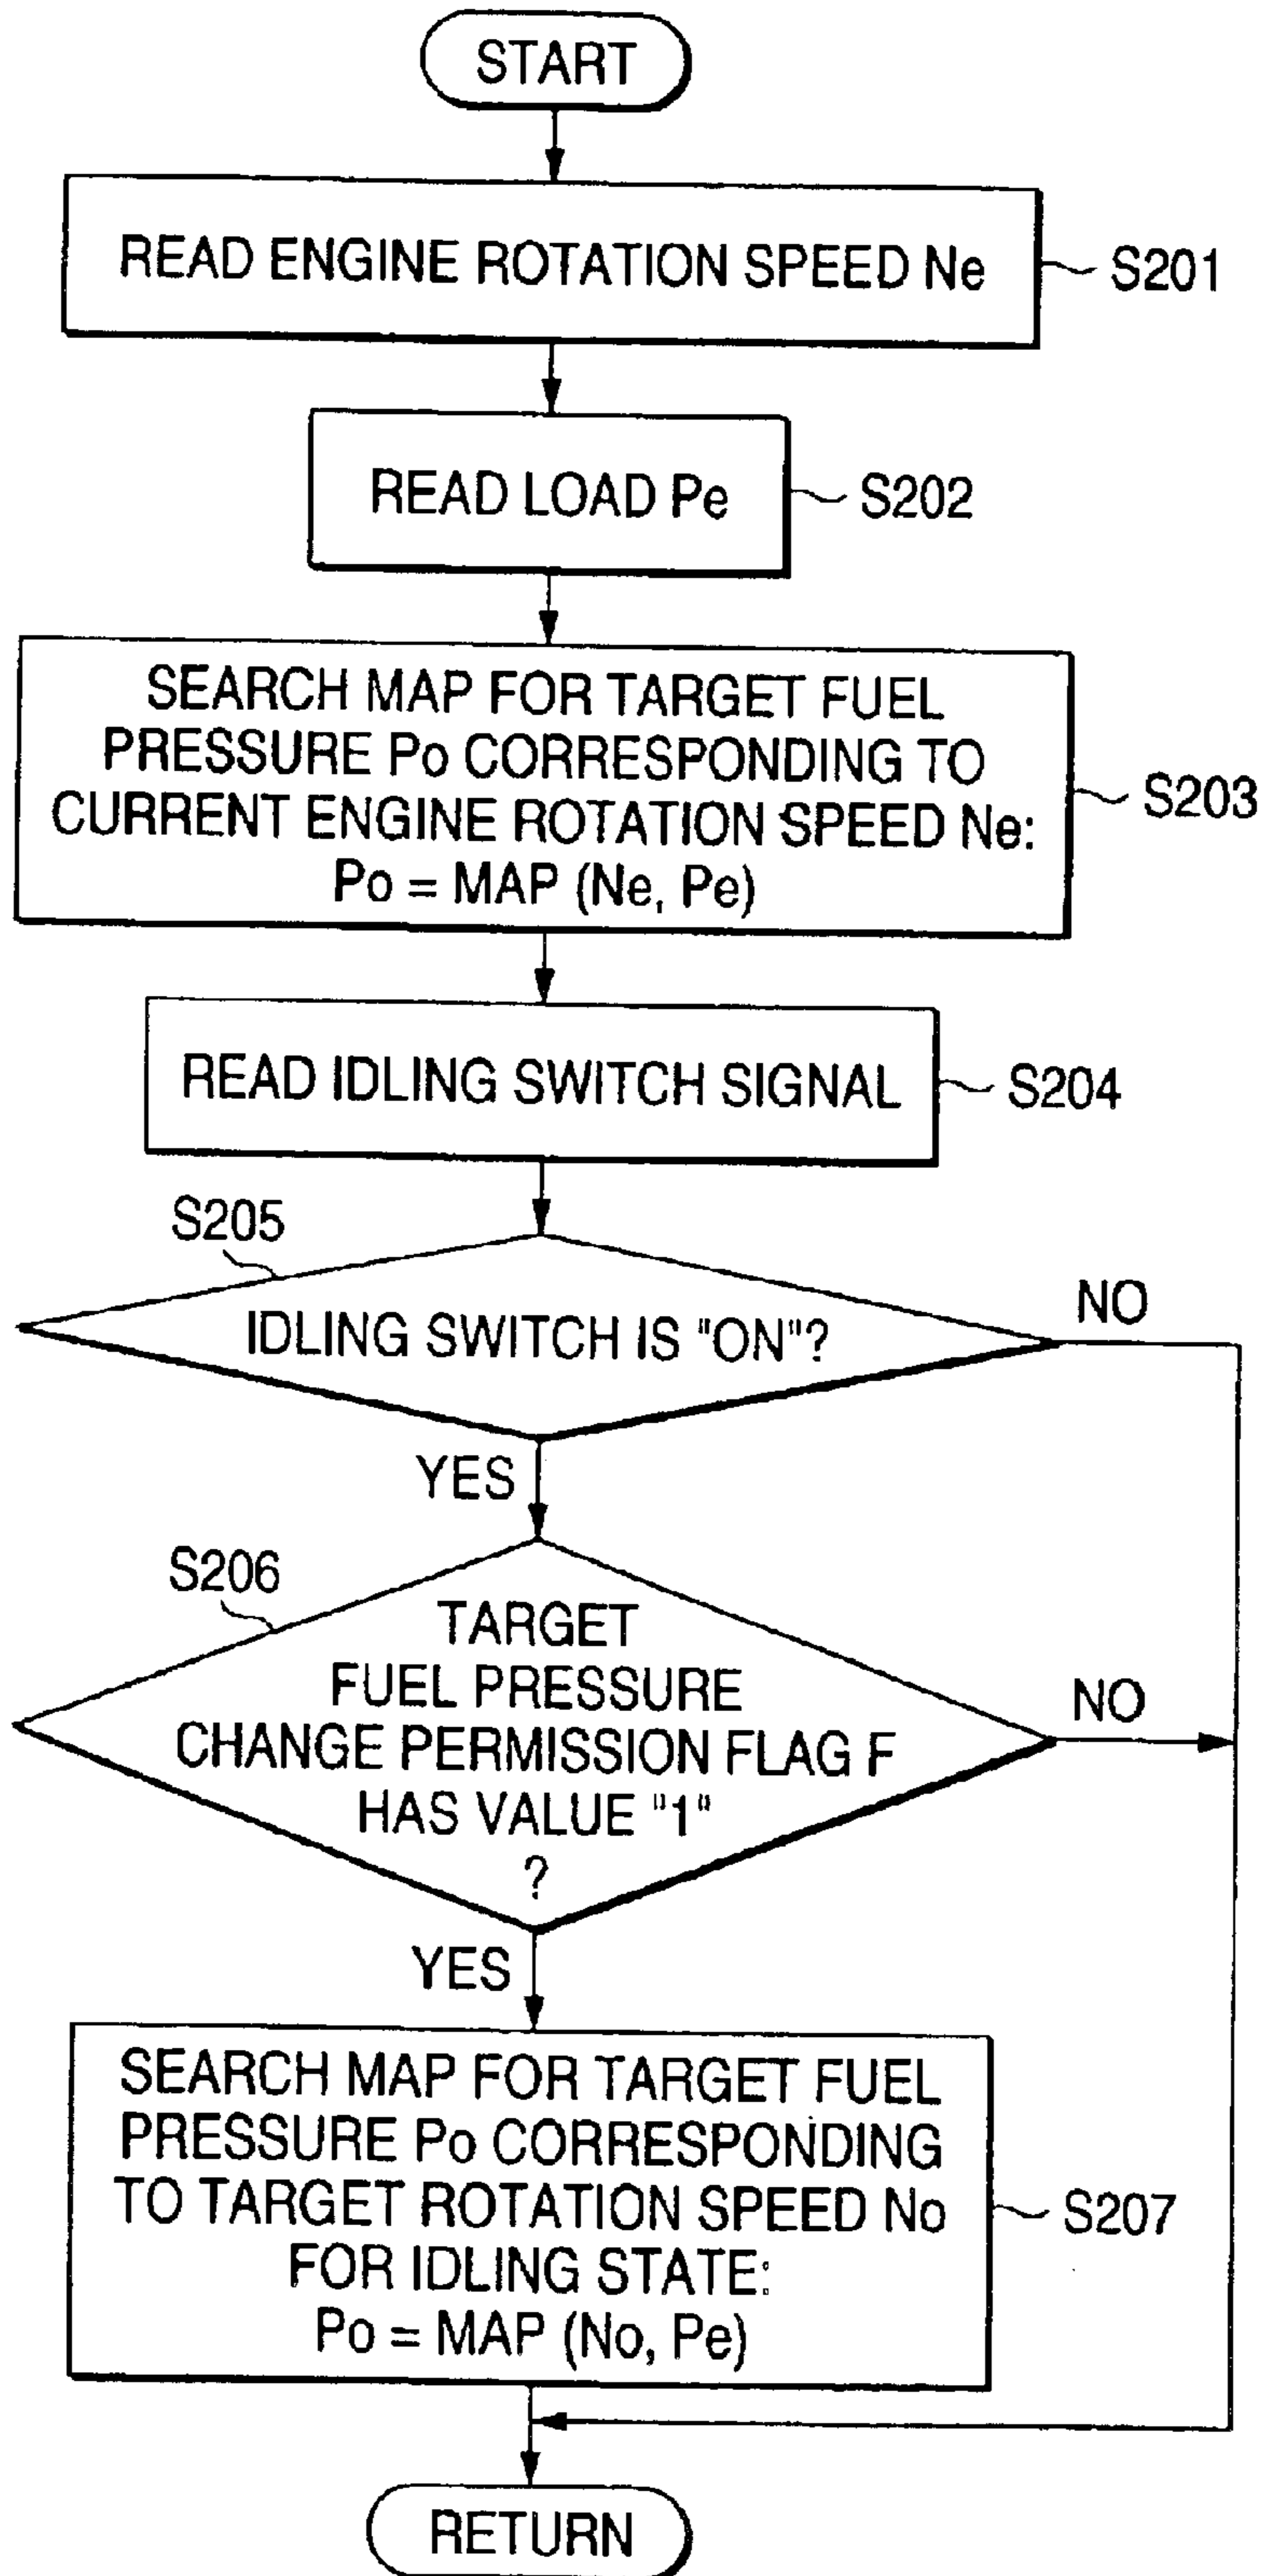 START
READ ENGINE ROTATION SPEED Ne
S201
READ LOAD Pe
S202
SEARCH MAP FOR TARGET FUEL
PRESSURE Po CORRESPONDING TO
CURRENT ENGINE ROTATION SPEED Ne:
Po = MAP (Ne, Pe)
S203
READ IDLING SWITCH SIGNAL
S204
S205
IDLING SWITCH IS "ON"?
NO
YES
S206
TARGET
FUEL PRESSURE
CHANGE PERMISSION FLAG F
HAS VALUE "1"
?
NO
YES
SEARCH MAP FOR TARGET FUEL
PRESSURE Po CORRESPONDING
TO TARGET ROTATION SPEED No
FOR IDLING STATE:
Po = MAP (No, Pe)
S207
RETURN